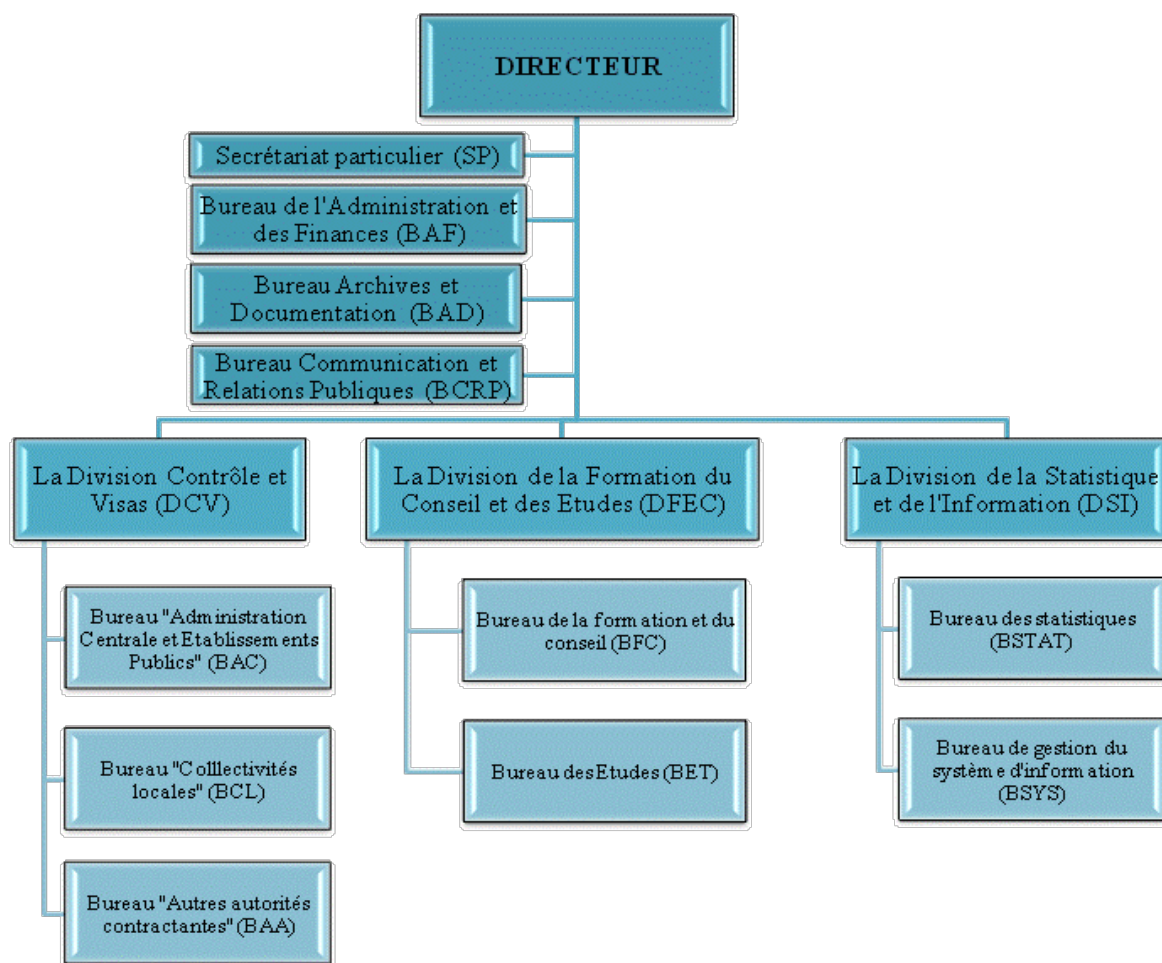 DIRECTEUR
Secrétariat particulier (SP)
Bureau de l'Administration et
des Finances (BAF)
Bureau Archives et
Documentation (BAD)
Bureau Communication et
Relations Publiques (BCRP)
La Division Contrôle et
Visas (DCV)
Bureau "Administration
Centrale et Etablissements
Publics" (BAC)
Bureau "Colllectivités
locales" (BCL)
Bureau "Autres autorités
contractantes" (BAA)
La Division de la Formation du
Conseil et des Etudes (DFEC)
Bureau de la formation et du
conseil (BFC)
Bureau des Etudes (BET)
La Division de la Statistique
et de l'Information (DSI)
Bureau des statistiques
(BSTAT)
Bureau de gestion du
système d'information
(BSYS)